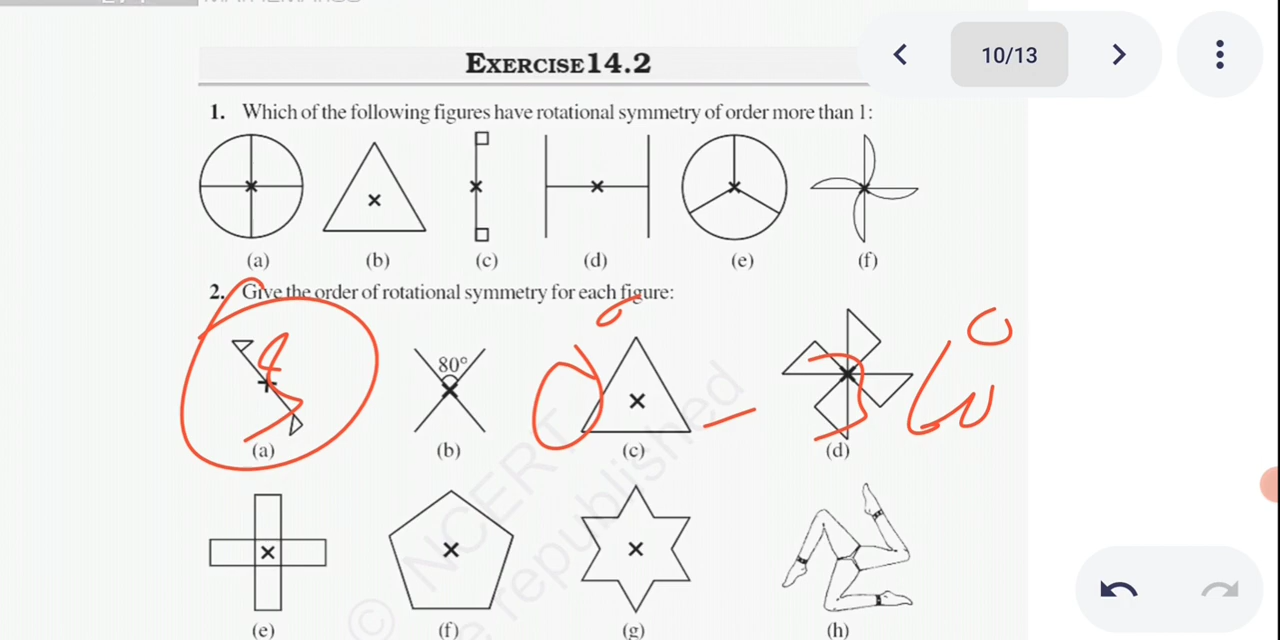 MATHEMATICS
EXERCISE 14.2
10/13
1. Which of the following figures have rotational symmetry of order more than 1:
(a) (b) (c) (d) (e) (f)
2. Give the order of rotational symmetry for each figure:
80°
(a) (b) (c) (d)
© NCERT
republished
(e) (f) (g) (h)